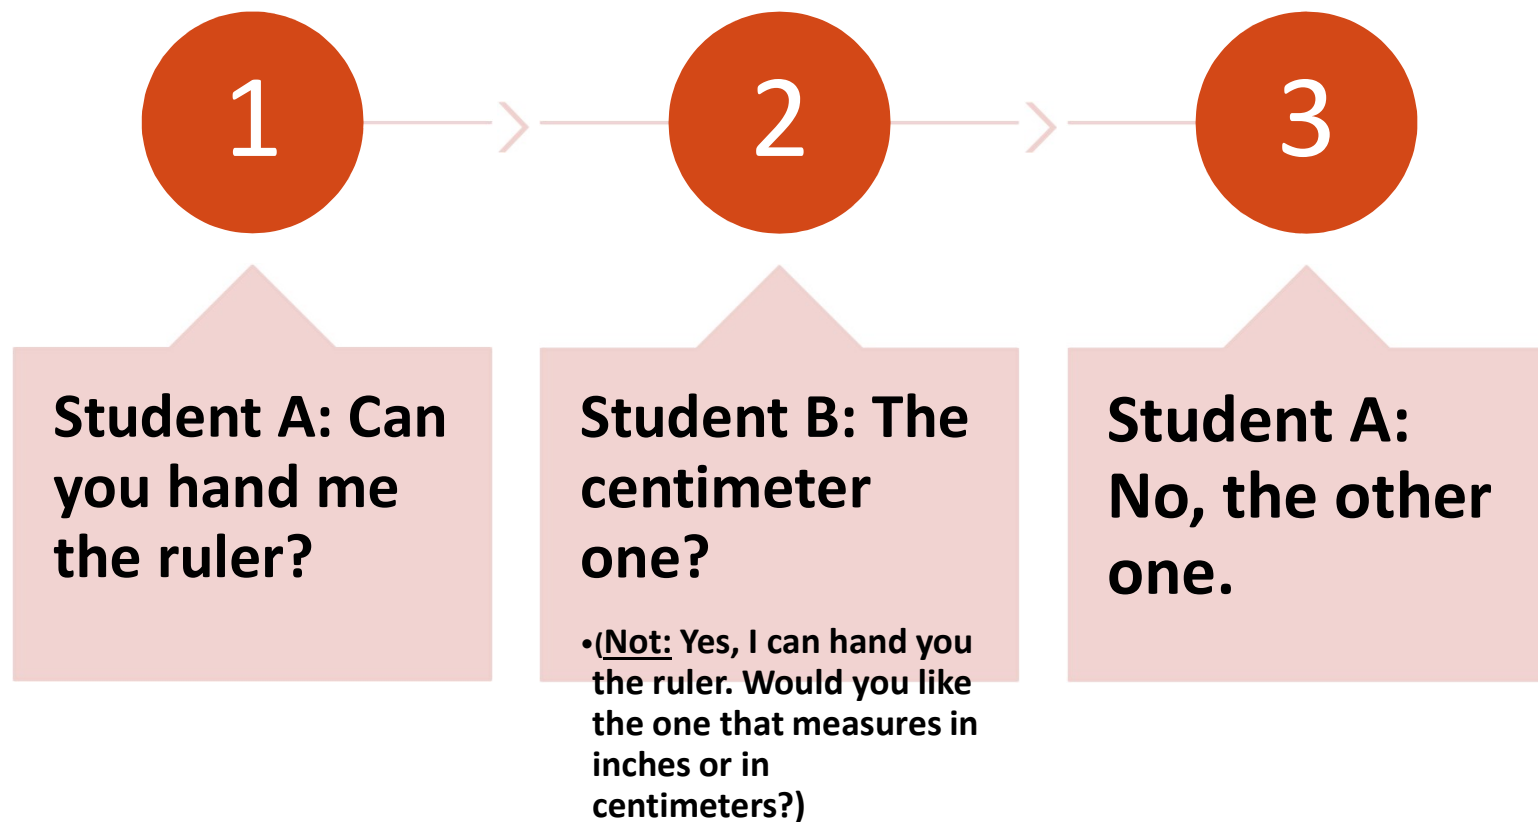 1
2
3
Student A: Can
you hand me
the ruler?
Student B: The
centimeter
one?
•(Not: Yes, I can hand you
the ruler. Would you like
the one that measures in
inches or in
centimeters?)
Student A:
No, the other
one.